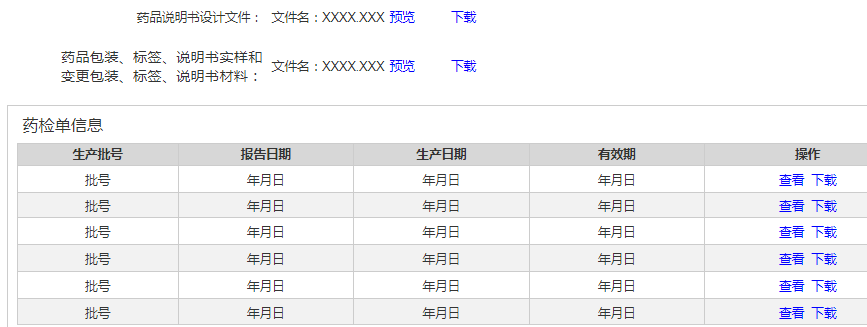 药品说明书设计文件： 文件名：XXXX.XXX 预览 下载
药品包装、标签、说明书实样和
变更包装、标签、说明书材料： 文件名：XXXX.XXX 预览 下载
药检单信息
生产批号 报告日期 生产日期 有效期 操作
批号 年月日 年月日 年月日 查看 下载
批号 年月日 年月日 年月日 查看 下载
批号 年月日 年月日 年月日 查看 下载
批号 年月日 年月日 年月日 查看 下载
批号 年月日 年月日 年月日 查看 下载
批号 年月日 年月日 年月日 查看 下载